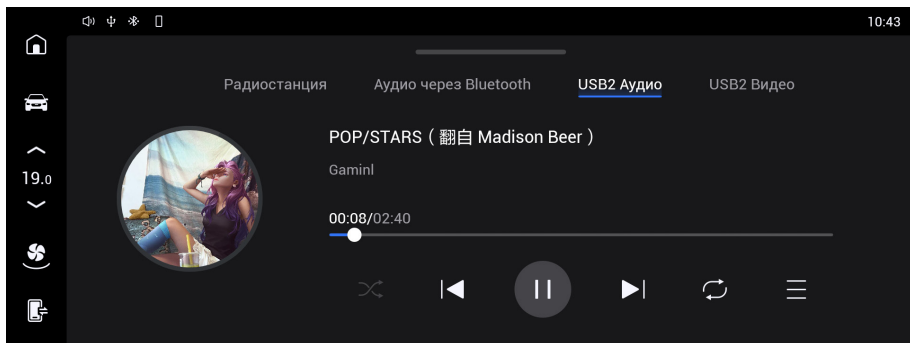 10:43
Радиостанция Аудио через Bluetooth USB2 Аудио USB2 Видео
POP/STARS（翻自 Madison Beer）
19.0
Gaminl
00:08/02:40